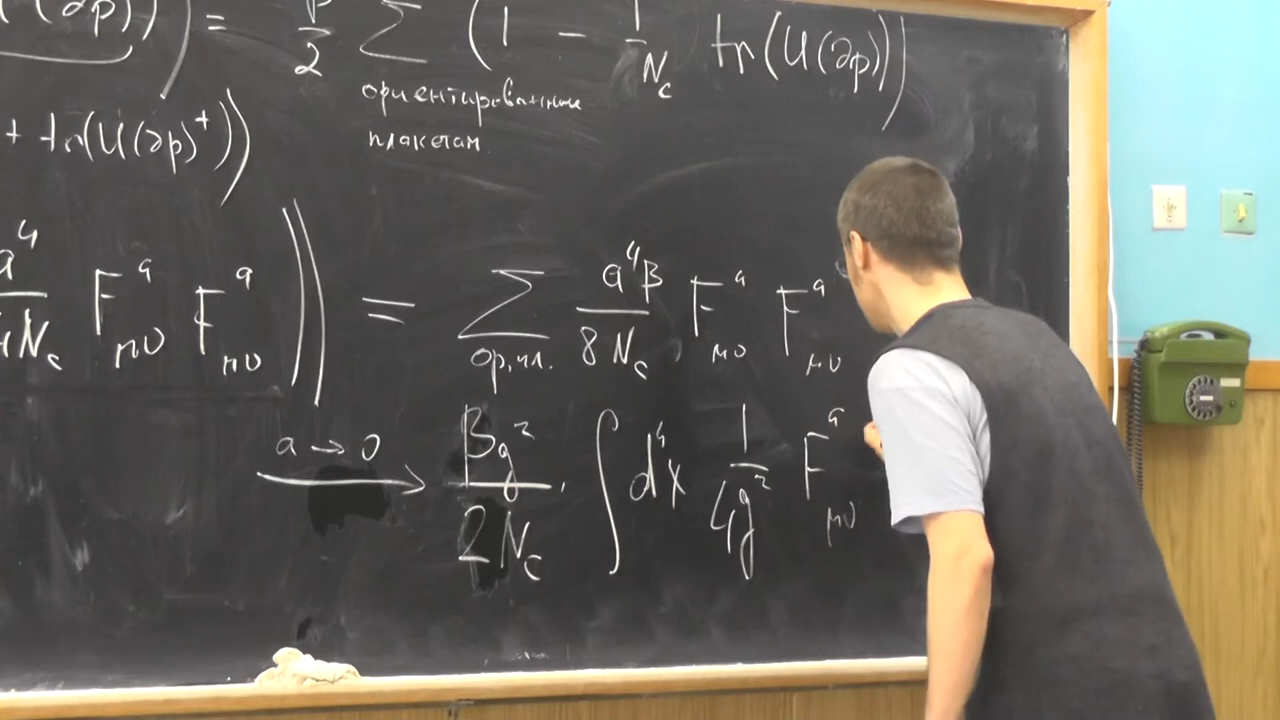 (∂p))) = β/2 ∑ (1 - 1/N_c tr(U(∂p)))
ориентированным
плакетам
+ tr(U(∂p)⁺))
a⁴/4N_c F^a_μν F^a_μν )) = ∑ a⁴β/8N_c F^a_μν F^a_μν
ор.пл.
a → 0 βg²/2N_c · ∫ d⁴x 1/4g² F^a_μν